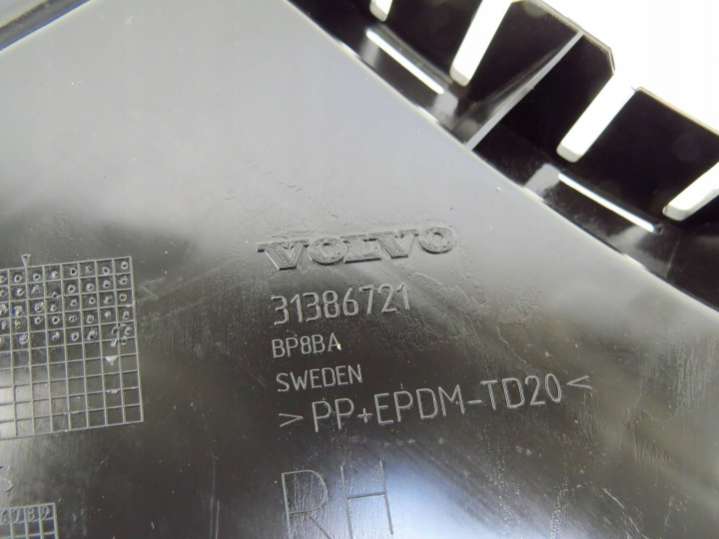 VOLVO
31386721
BP8BA
SWEDEN
>PP+EPDM-TD20<
RH